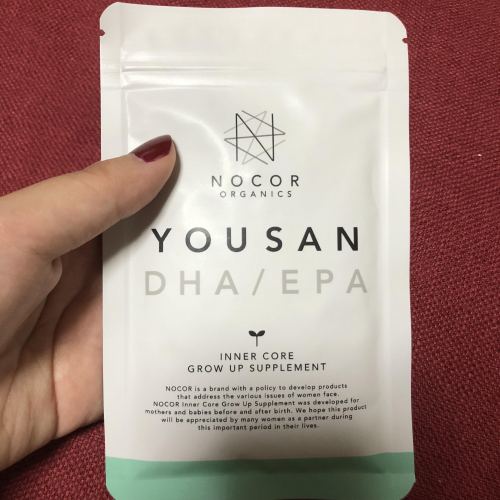 NOCOR
ORGANICS
YOUSAN
DHA/EPA
INNER CORE
GROW UP SUPPLEMENT
NOCOR is a brand with a policy to develop products
that address the various issues of women face.
NOCOR Inner Core Grow Up Supplement was developed for
mothers and babies before and after birth. We hope this product
will be appreciated by many women as a partner during
this important period in their lives.